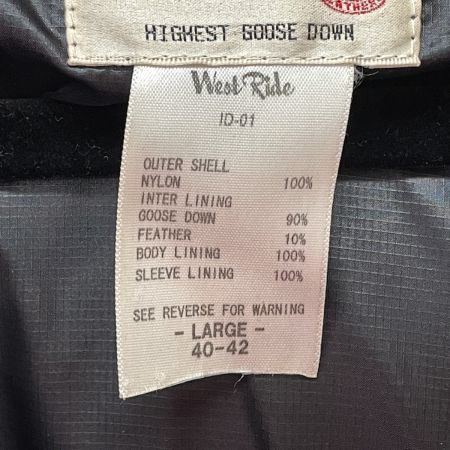 HIGHEST GOOSE DOWN
West Ride
ID-01
OUTER SHELL
NYLON 100%
INTER LINING
GOOSE DOWN 90%
FEATHER 10%
BODY LINING 100%
SLEEVE LINING 100%
SEE REVERSE FOR WARNING
- LARGE -
40-42